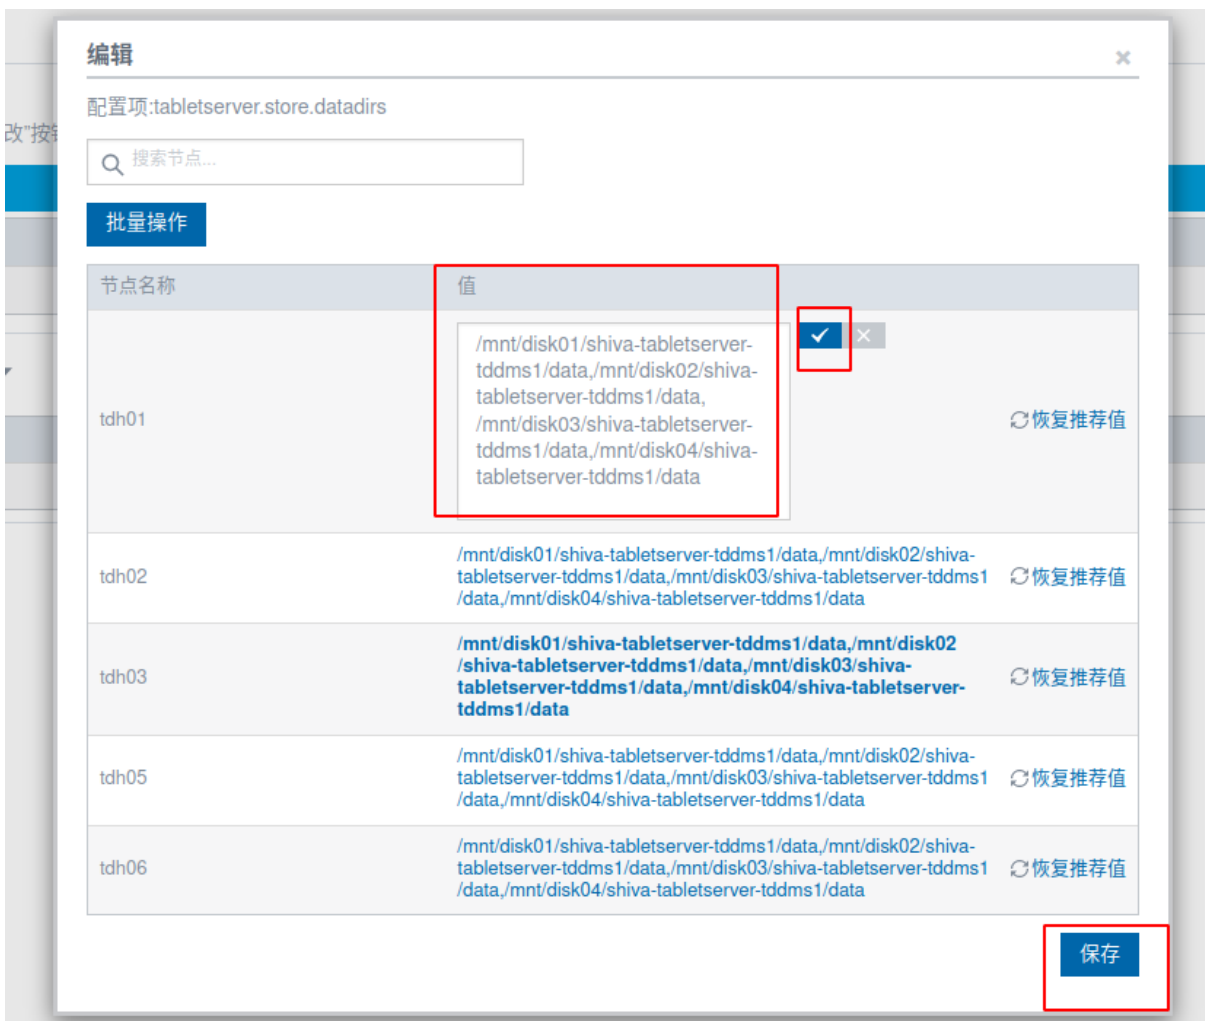 编辑
×
配置项:tabletserver.store.datadirs
改"按
搜索节点...
批量操作
节点名称 值
/mnt/disk01/shiva-tabletserver-
tddms1/data,/mnt/disk02/shiva-
tabletserver-tddms1/data,
/mnt/disk03/shiva-tabletserver-
tddms1/data,/mnt/disk04/shiva-
tabletserver-tddms1/data
tdh01
恢复推荐值
/mnt/disk01/shiva-tabletserver-tddms1/data,/mnt/disk02/shiva-
tdh02 tabletserver-tddms1/data,/mnt/disk03/shiva-tabletserver-tddms1 恢复推荐值
/data,/mnt/disk04/shiva-tabletserver-tddms1/data
/mnt/disk01/shiva-tabletserver-tddms1/data,/mnt/disk02
/shiva-tabletserver-tddms1/data,/mnt/disk03/shiva-
tdh03 恢复推荐值
tabletserver-tddms1/data,/mnt/disk04/shiva-tabletserver-
tddms1/data
/mnt/disk01/shiva-tabletserver-tddms1/data,/mnt/disk02/shiva-
tdh05 tabletserver-tddms1/data,/mnt/disk03/shiva-tabletserver-tddms1 恢复推荐值
/data,/mnt/disk04/shiva-tabletserver-tddms1/data
/mnt/disk01/shiva-tabletserver-tddms1/data,/mnt/disk02/shiva-
tdh06 tabletserver-tddms1/data,/mnt/disk03/shiva-tabletserver-tddms1 恢复推荐值
/data,/mnt/disk04/shiva-tabletserver-tddms1/data
保存